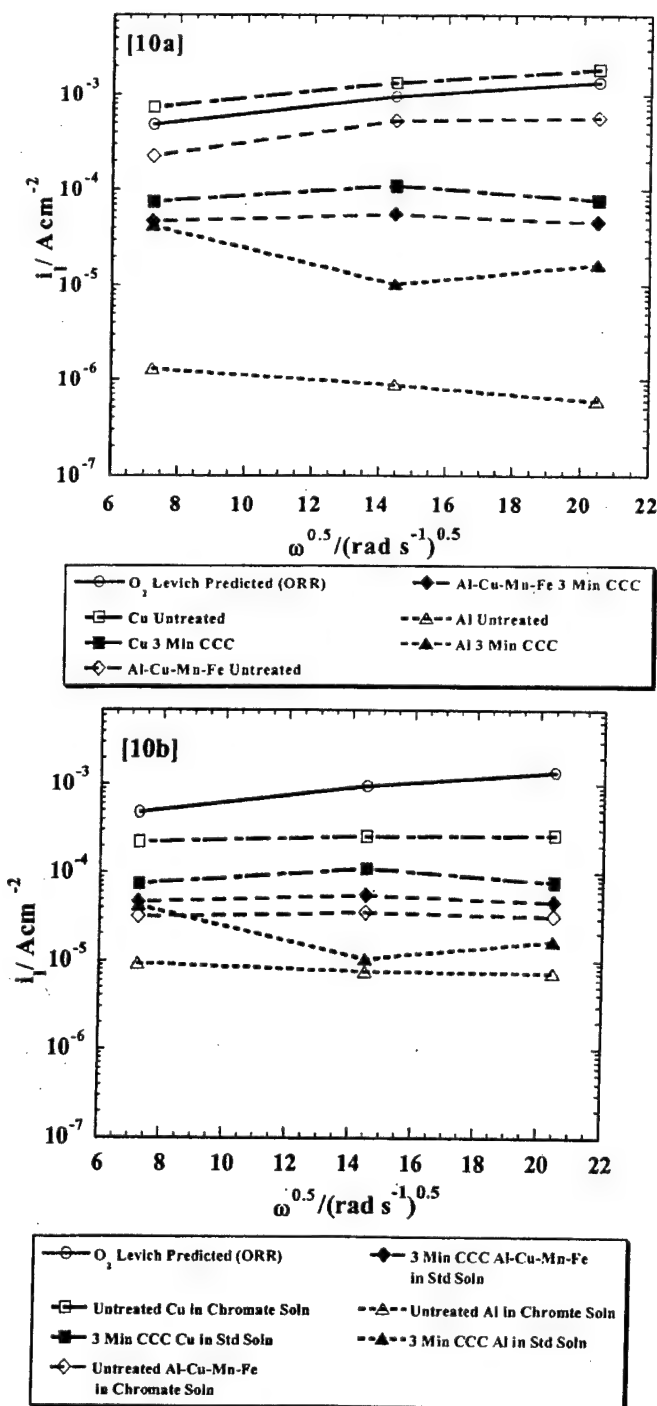 [10a]
10⁻³
10⁻⁴
10⁻⁵
10⁻⁶
10⁻⁷
i_l/ Acm⁻²
6 8 10 12 14 16 18 20 22
ω^0.5/(rad s⁻¹)^0.5
O₂ Levich Predicted (ORR)
Cu Untreated
Cu 3 Min CCC
Al-Cu-Mn-Fe Untreated
Al-Cu-Mn-Fe 3 Min CCC
Al Untreated
Al 3 Min CCC
[10b]
10⁻³
10⁻⁴
10⁻⁵
10⁻⁶
10⁻⁷
i_l/ Acm⁻²
6 8 10 12 14 16 18 20 22
ω^0.5/(rad s⁻¹)^0.5
O₂ Levich Predicted (ORR)
Untreated Cu in Chromate Soln
3 Min CCC Cu in Std Soln
Untreated Al-Cu-Mn-Fe
in Chromate Soln
3 Min CCC Al-Cu-Mn-Fe
in Std Soln
Untreated Al in Chromte Soln
3 Min CCC Al in Std Soln